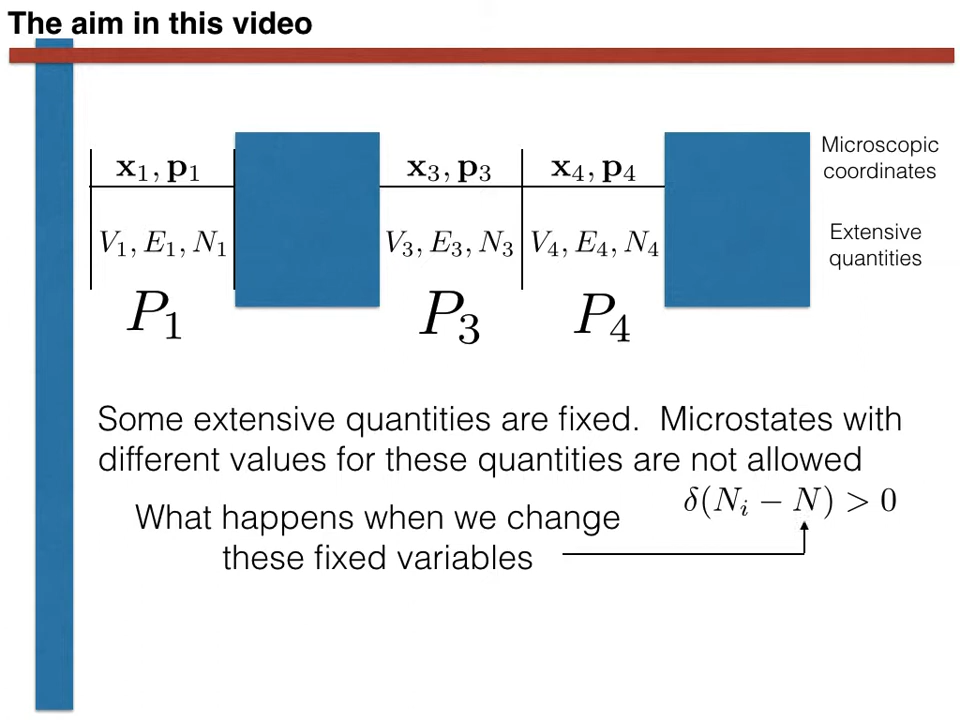 The aim in this video
x₁, p₁ x₃, p₃ x₄, p₄ Microscopic
coordinates
V₁, E₁, N₁ V₃, E₃, N₃ V₄, E₄, N₄ Extensive
quantities
P₁ P₃ P₄
Some extensive quantities are fixed. Microstates with
different values for these quantities are not allowed
δ(Nᵢ − N) > 0
What happens when we change
these fixed variables